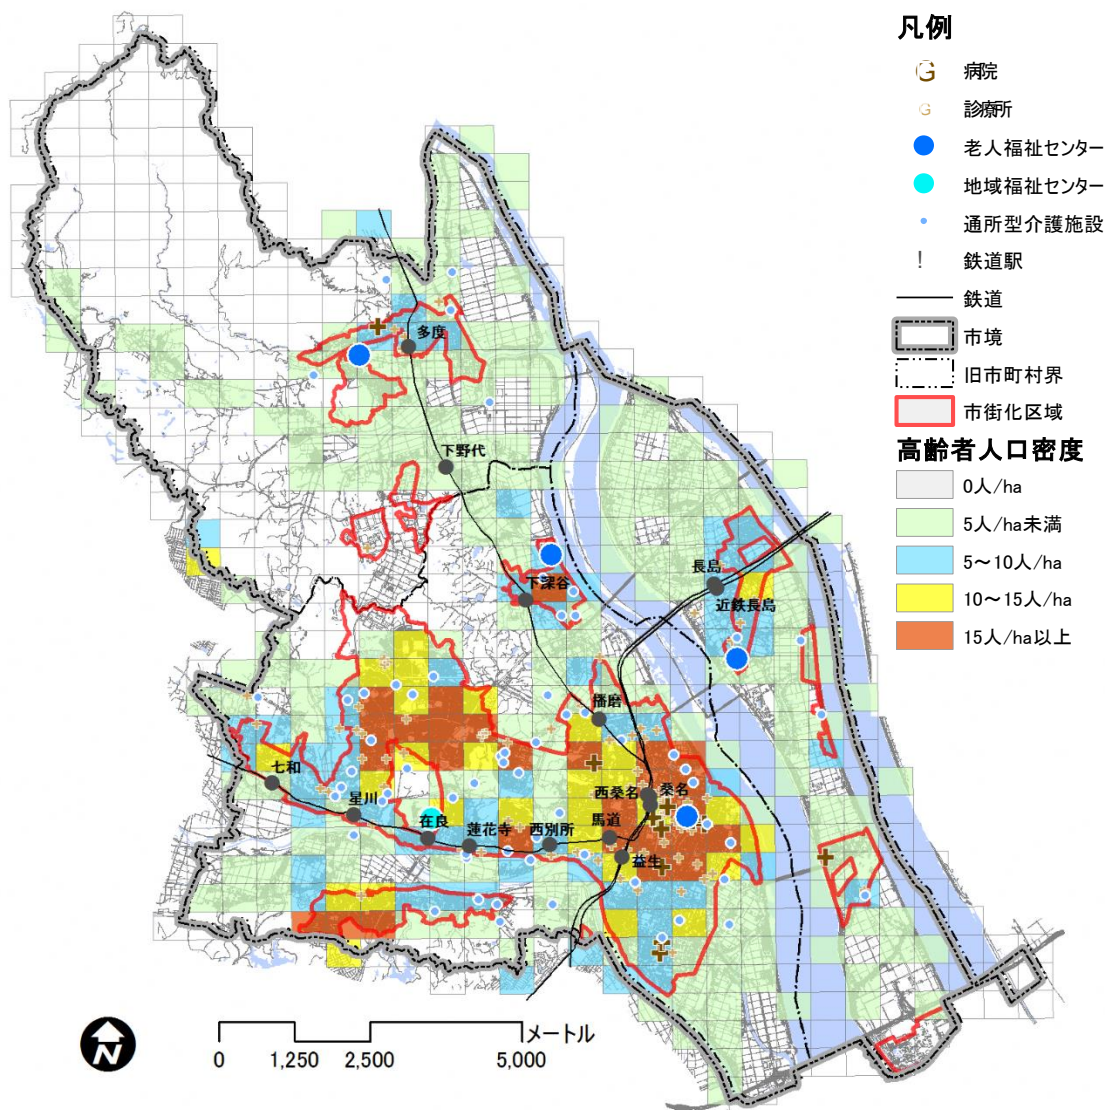 凡例
G 病院
G 診療所
老人福祉センター
地域福祉センター
通所型介護施設
! 鉄道駅
鉄道
市境
旧市町村界
市街化区域
高齢者人口密度
0人/ha
5人/ha未満
5～10人/ha
10～15人/ha
15人/ha以上
多度
下野代
下深谷
長島
近鉄長島
播磨
七和
星川
在良
蓮花寺
西別所
馬道
西桑名
桑名
益生
N
メートル
0 1,250 2,500 5,000